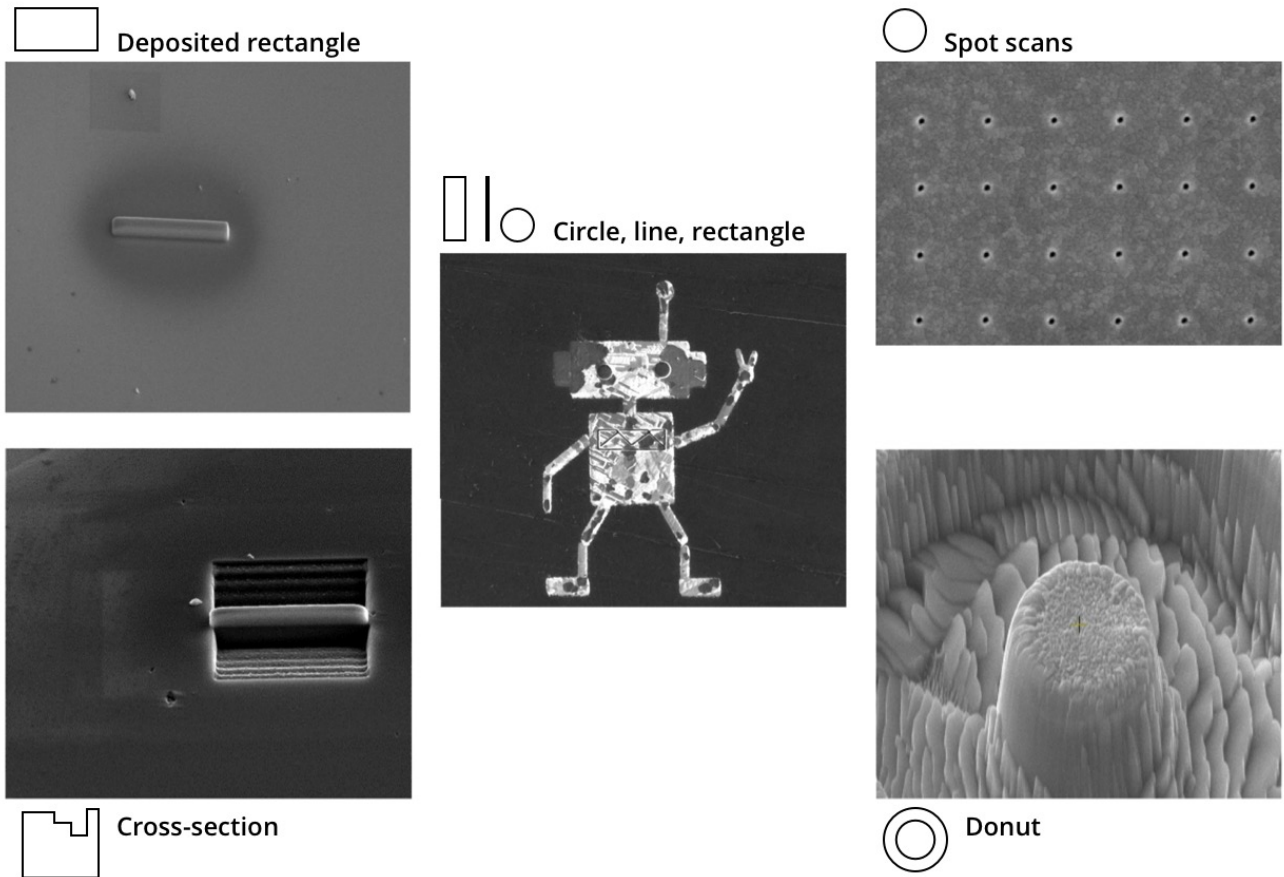 Deposited rectangle
Spot scans
Circle, line, rectangle
Cross-section
Donut